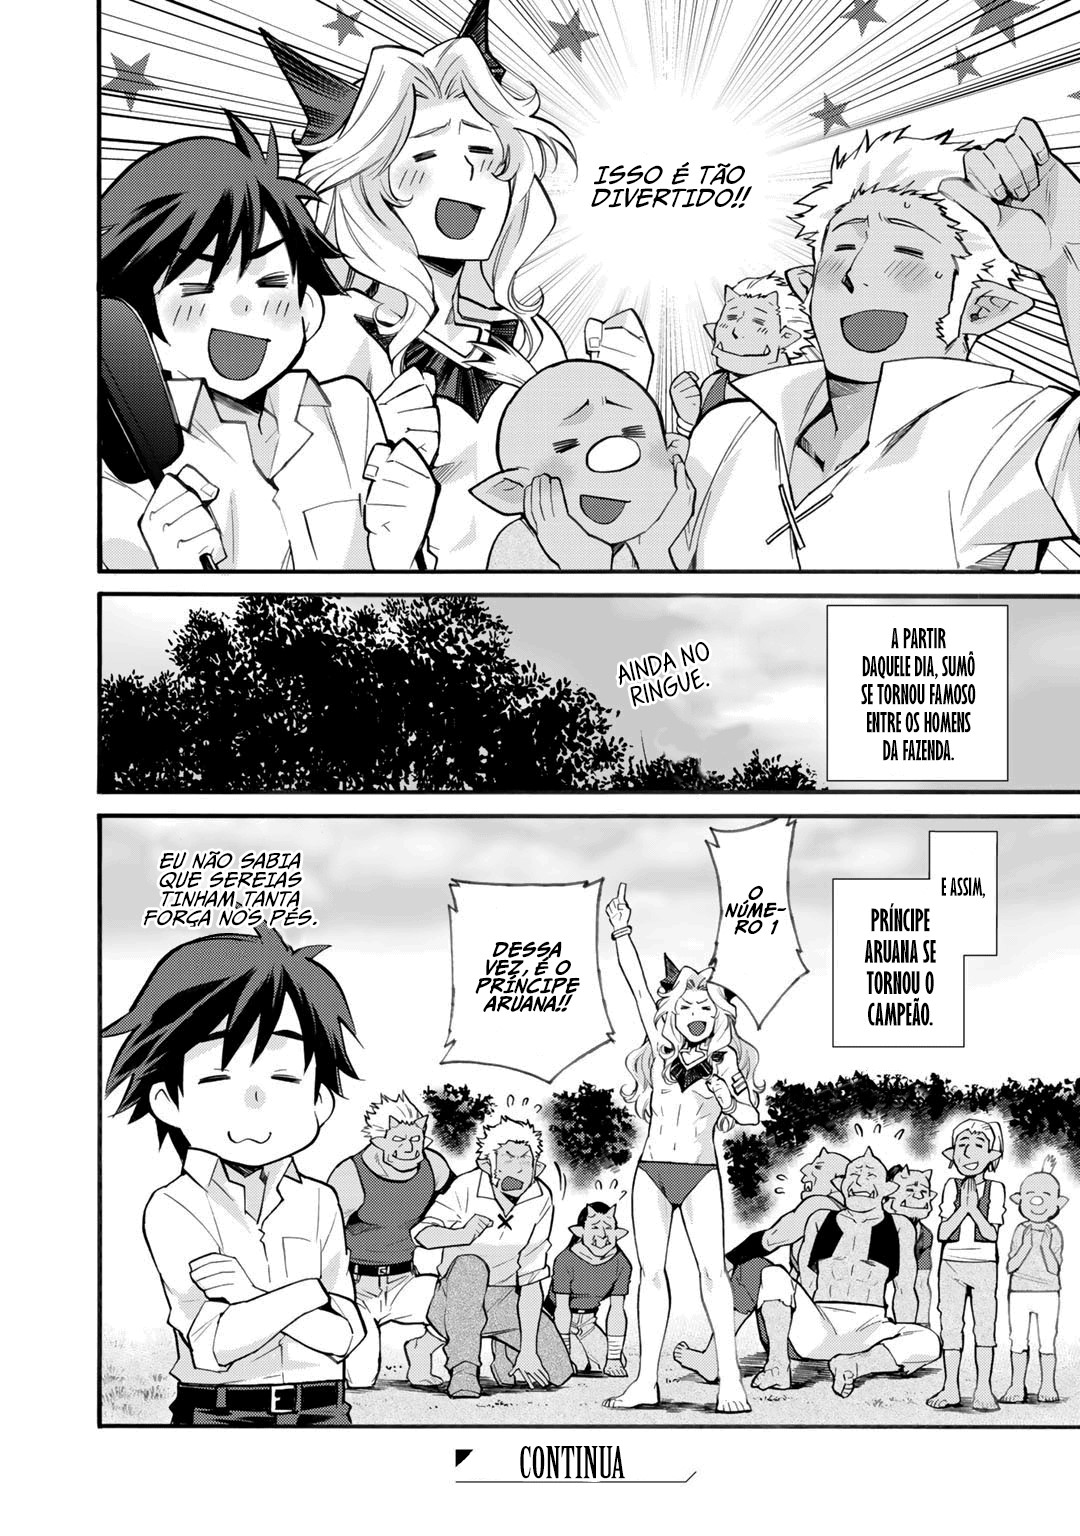 ISSO É TÃO
DIVERTIDO!!
A PARTIR
DAQUELE DIA, SUMÔ
SE TORNOU FAMOSO
ENTRE OS HOMENS
DA FAZENDA.
AINDA NO
RINGUE.
E ASSIM,
PRÍNCIPE
ARUANA SE
TORNOU O
CAMPEÃO.
O
NÚME-
RO 1
DESSA
VEZ, É O
PRÍNCIPE
ARUANA!!
EU NÃO SABIA
QUE SEREIAS
TINHAM TANTA
FORÇA NOS PÉS.
CONTINUA